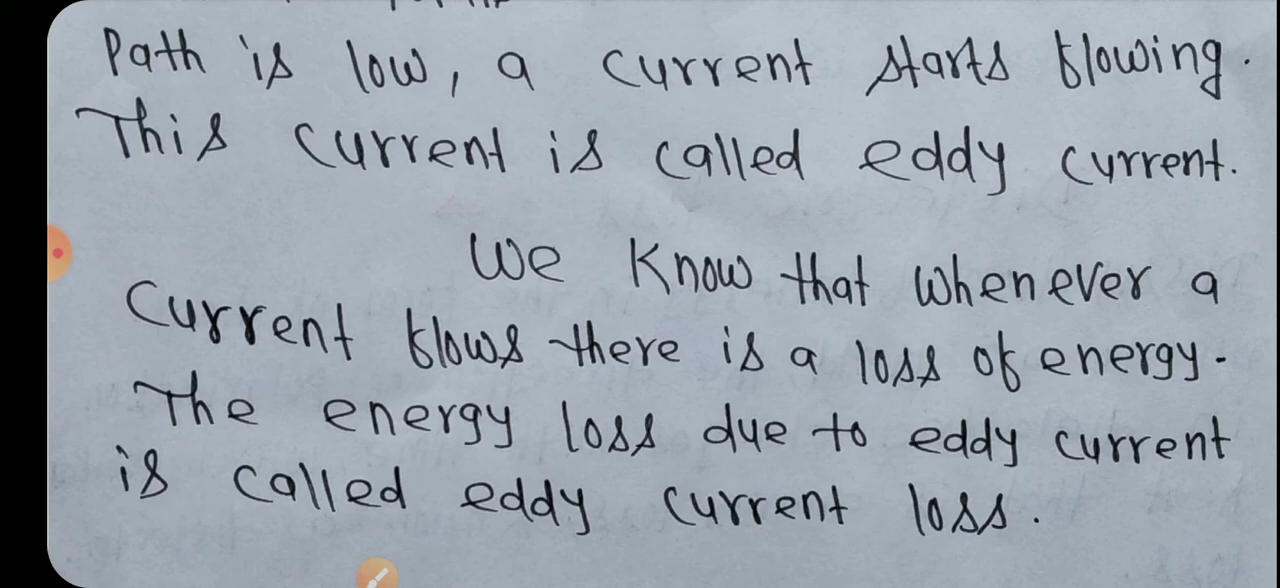 Path is low, a current starts flowing.
This current is called eddy current.
We Know that whenever a
Current flows there is a loss of energy.
The energy loss due to eddy current
is called eddy current loss.